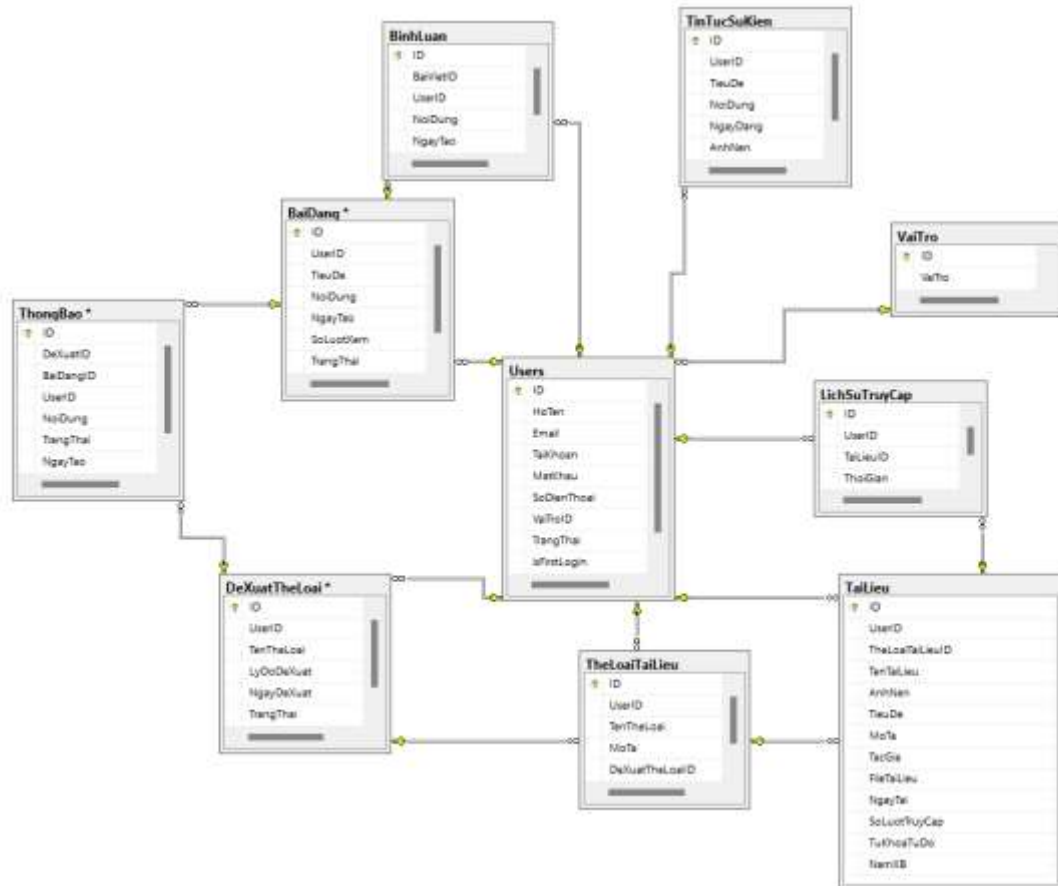 BinhLuan
ID
BaiVietID
UserID
NoiDung
NgayTao
TinTucSuKien
ID
UserID
TieuDe
NoiDung
NgayDang
AnhNen
BaiDang *
ID
UserID
TieuDe
NoiDung
NgayTao
SoLuotXem
TrangThai
VaiTro
ID
VaiTro
ThongBao *
ID
DeXuatID
BaiDangID
UserID
NoiDung
TrangThai
NgayTao
Users
ID
HoTen
Email
TaiKhoan
MatKhau
SoDienThoai
VaiTroID
TrangThai
IsFirstLogin
LichSuTruyCap
ID
UserID
TaiLieuID
ThoiGian
DeXuatTheLoai *
ID
UserID
TenTheLoai
LyDoDeXuat
NgayDeXuat
TrangThai
TheLoaiTaiLieu
ID
UserID
TenTheLoai
MoTa
DeXuatTheLoaiID
TaiLieu
ID
UserID
TheLoaiTaiLieuID
TenTaiLieu
AnhNen
TieuDe
MoTa
TacGia
FileTaiLieu
NgayTai
SoLuotTruyCap
TuKhoaTuDo
NamXB